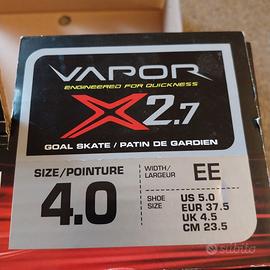 VAPOR
ENGINEERED FOR QUICKNESS
X2.7
GOAL SKATE / PATIN DE GARDIEN
SIZE/POINTURE
4.0
WIDTH/
LARGEUR
EE
SHOE
SIZE
US 5.0
EUR 37.5
UK 4.5
CM 23.5
subito